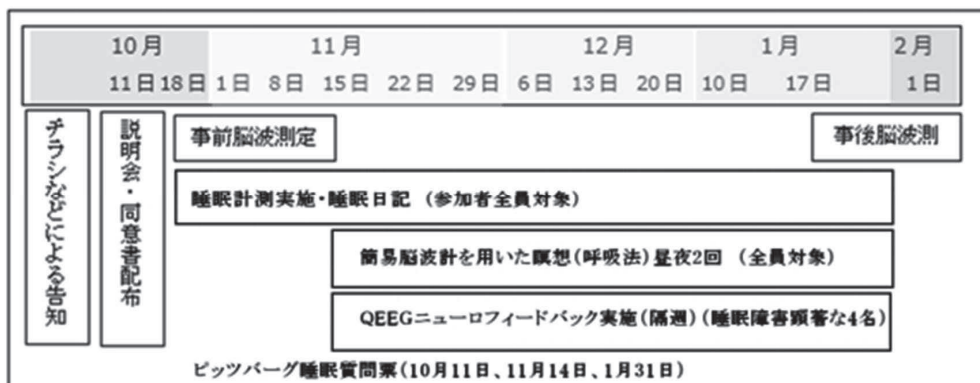 10月 11月 12月 1月 2月
11日 18日 1日 8日 15日 22日 29日 6日 13日 20日 10日 17日 1日
チラシなどによる告知
説明会・同意書配布
事前脳波測定
事後脳波測
睡眠計測実施・睡眠日記 （参加者全員対象）
簡易脳波計を用いた瞑想（呼吸法）昼夜2回 （全員対象）
QEEGニューロフィードバック実施（隔週）（睡眠障害顕著な4名）
ピッツバーグ睡眠質問票（10月11日、11月14日、1月31日）